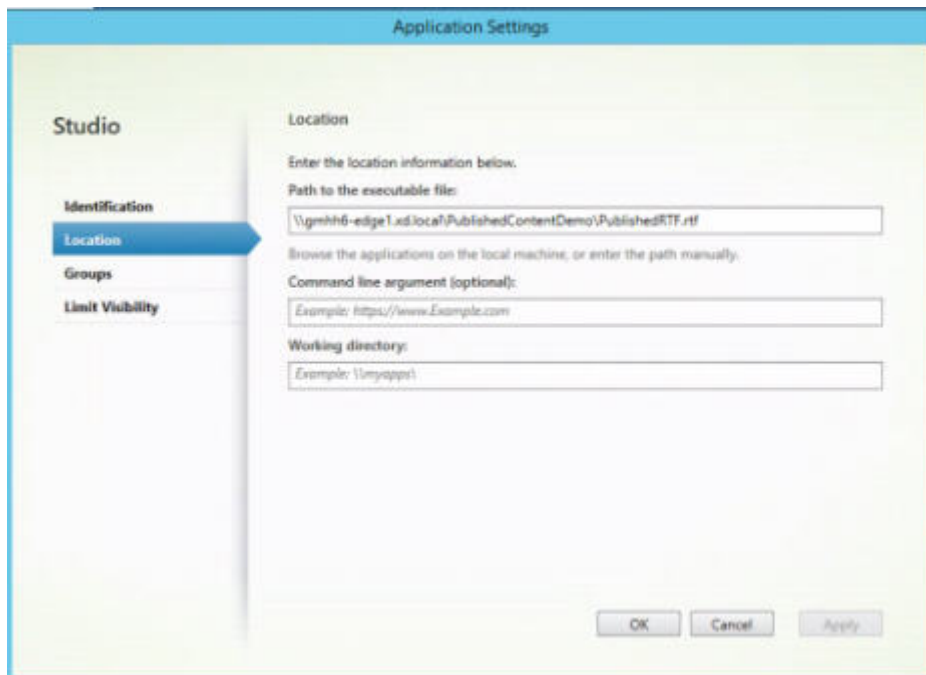 Application Settings
Studio
Identification
Location
Groups
Limit Visibility
Location
Enter the location information below.
Path to the executable file:
\\gmhh6-edge1.xd.local\PublishedContentDemo\PublishedRTF.rtf
Browse the applications on the local machine, or enter the path manually.
Command line argument (optional):
Example: https://www.Example.com
Working directory:
Example: \\myapps\
OK
Cancel
Apply